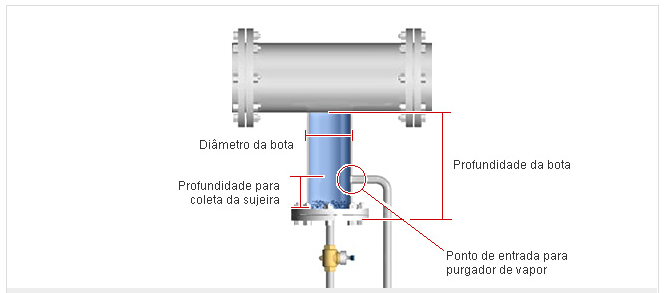 Diâmetro da bota
Profundidade da bota
Profundidade para
coleta da sujeira
Ponto de entrada para
purgador de vapor